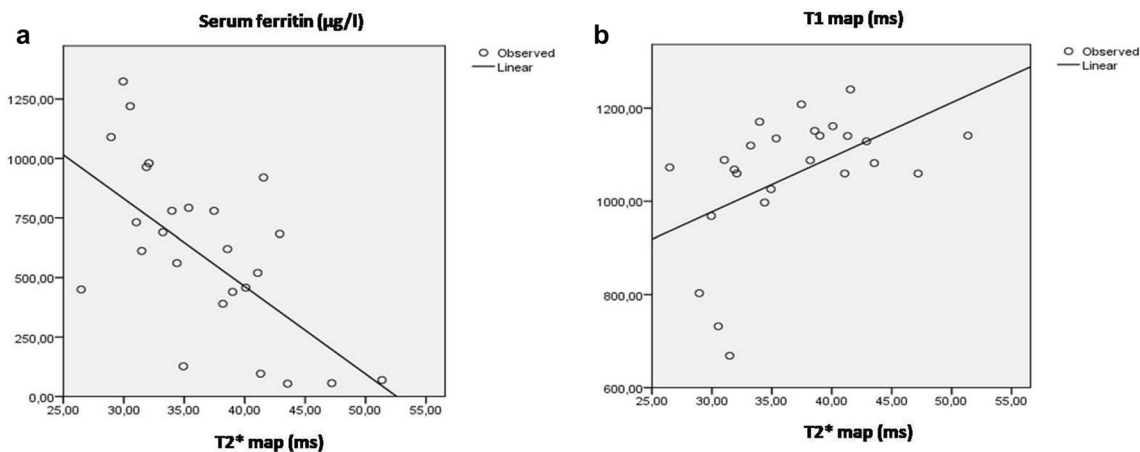 Serum ferritin (µg/l)
a
Observed
Linear
1250,00
1000,00
750,00
500,00
250,00
0,00
25,00 30,00 35,00 40,00 45,00 50,00 55,00
T2* map (ms)
T1 map (ms)
b
Observed
Linear
1200,00
1000,00
800,00
600,00
25,00 30,00 35,00 40,00 45,00 50,00 55,00
T2* map (ms)